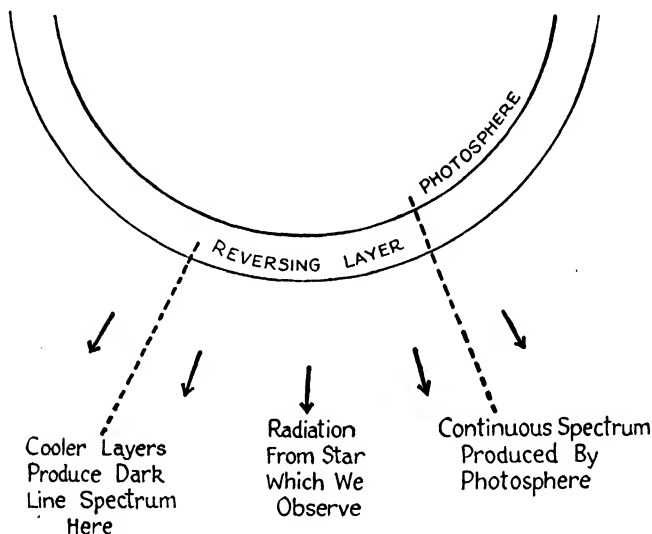 PHOTOSPHERE
REVERSING LAYER
Cooler Layers
Produce Dark
Line Spectrum
Here
Radiation
From Star
Which We
Observe
Continuous Spectrum
Produced By
Photosphere